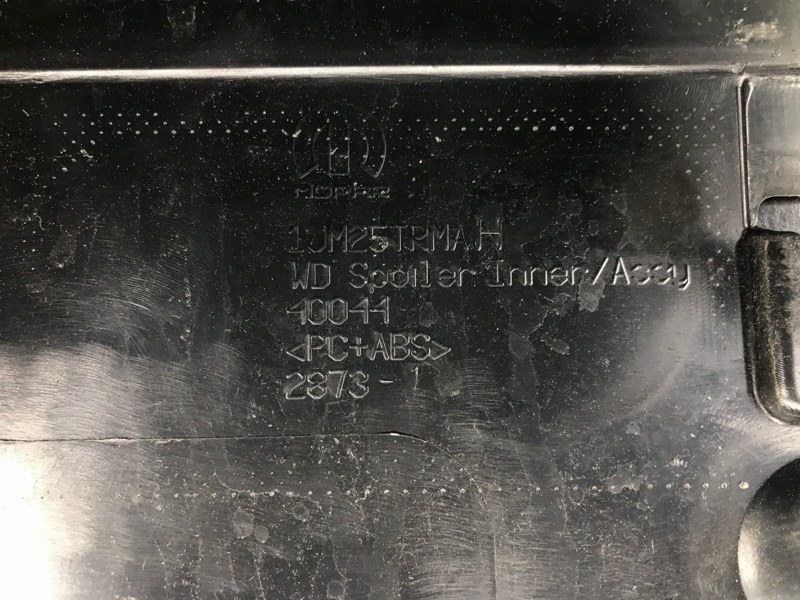 MOPAR
1JM25TRMAH
WD Spoiler Inner/Assy
40044
<PC+ABS>
2873-1